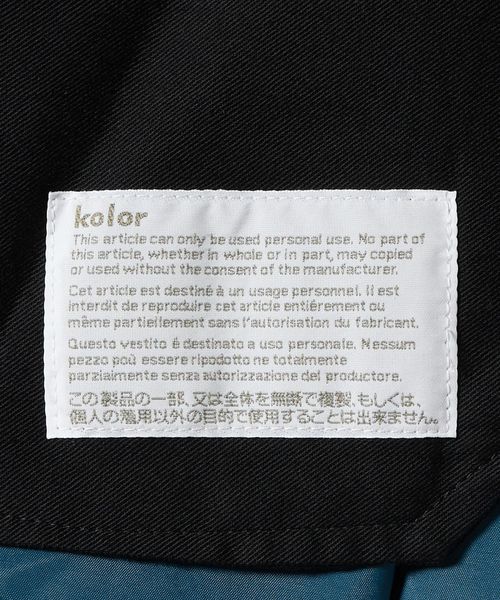 kolor
This article can only be used personal use. No part of
this article, whether in whole or in part, may copied
or used without the consent of the manufacturer.
Cet article est destiné à un usage personnel. Il est
interdit de reproduire cet article entiérement ou
même partiellement sans l'autorisation du fabricant.
Questo vestito é destinato a uso personale. Nessum
pezzo poù essere ripodotto ne totalmente
parzialmente senza autorizzazione del productore.
この製品の一部、又は全体を無断で複製、もしくは、
個人の着用以外の目的で使用することは出来ません。